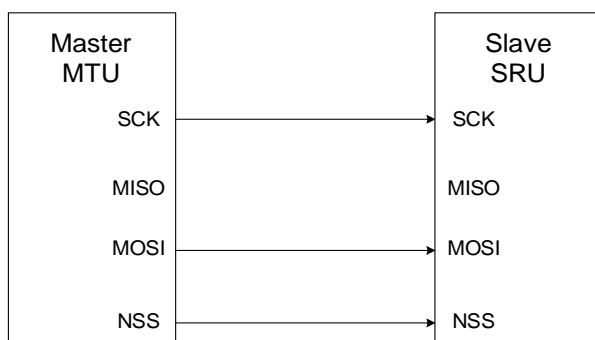 Master
MTU
SCK
MISO
MOSI
NSS
Slave
SRU
SCK
MISO
MOSI
NSS